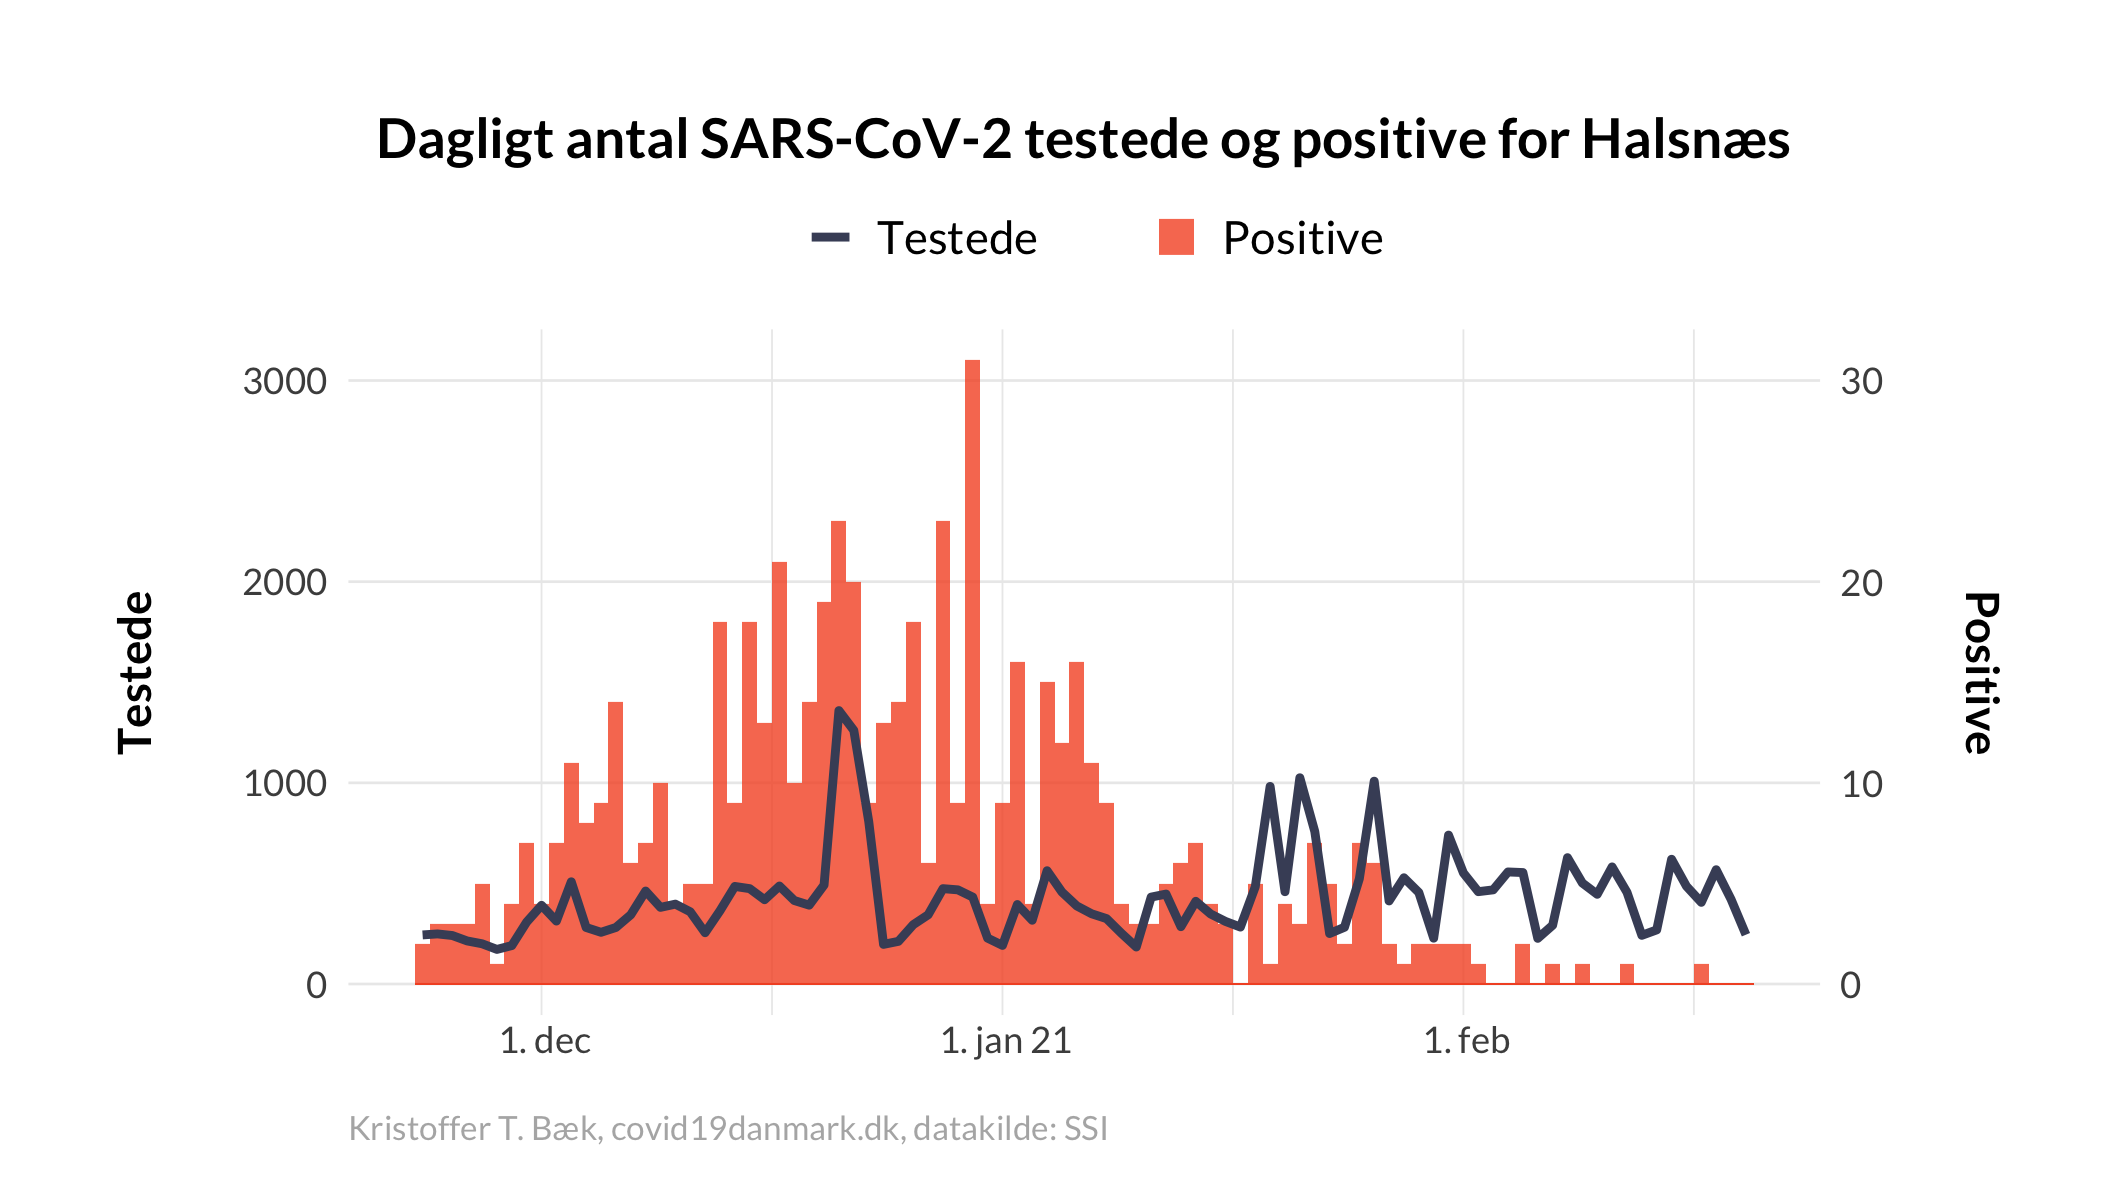 Dagligt antal SARS-CoV-2 testede og positive for Halsnæs
Testede
Positive
3000
2000
1000
0
Testede
30
20
10
0
Positive
1. dec
1. jan 21
1. feb
Kristoffer T. Bæk, covid19danmark.dk, datakilde: SSI